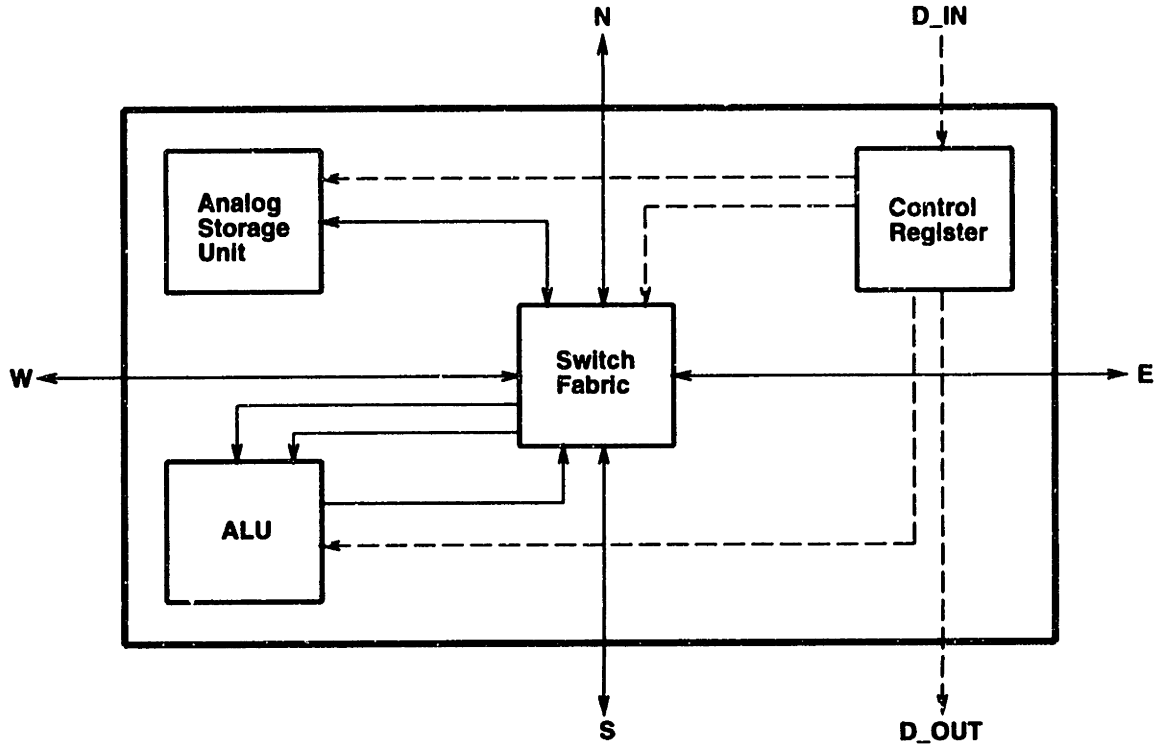 N
D_IN
Analog
Storage
Unit
Control
Register
Switch
Fabric
W
E
ALU
S
D_OUT